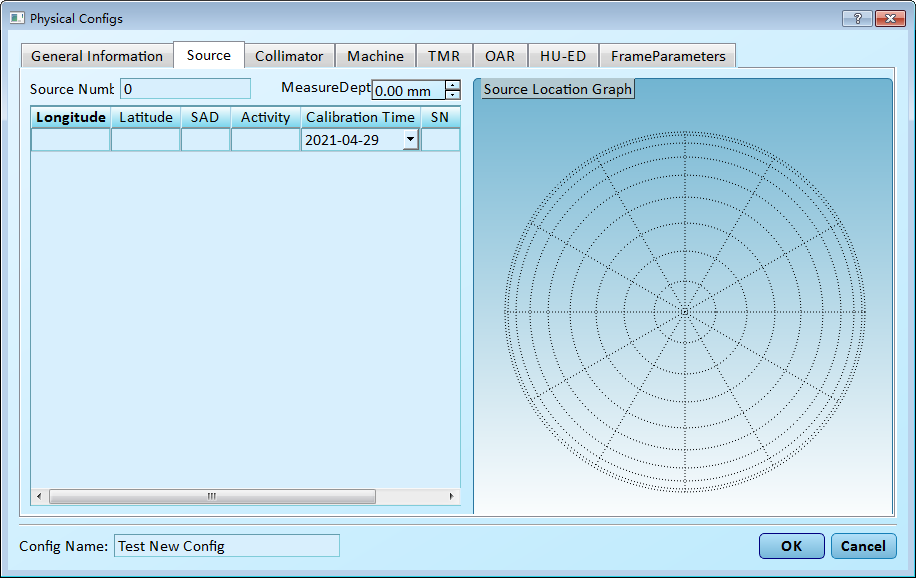 Physical Configs
General Information Source Collimator Machine TMR OAR HU-ED FrameParameters
Source Numb 0 MeasureDept 0.00 mm
Source Location Graph
Longitude Latitude SAD Activity Calibration Time SN
2021-04-29
Config Name: Test New Config OK Cancel